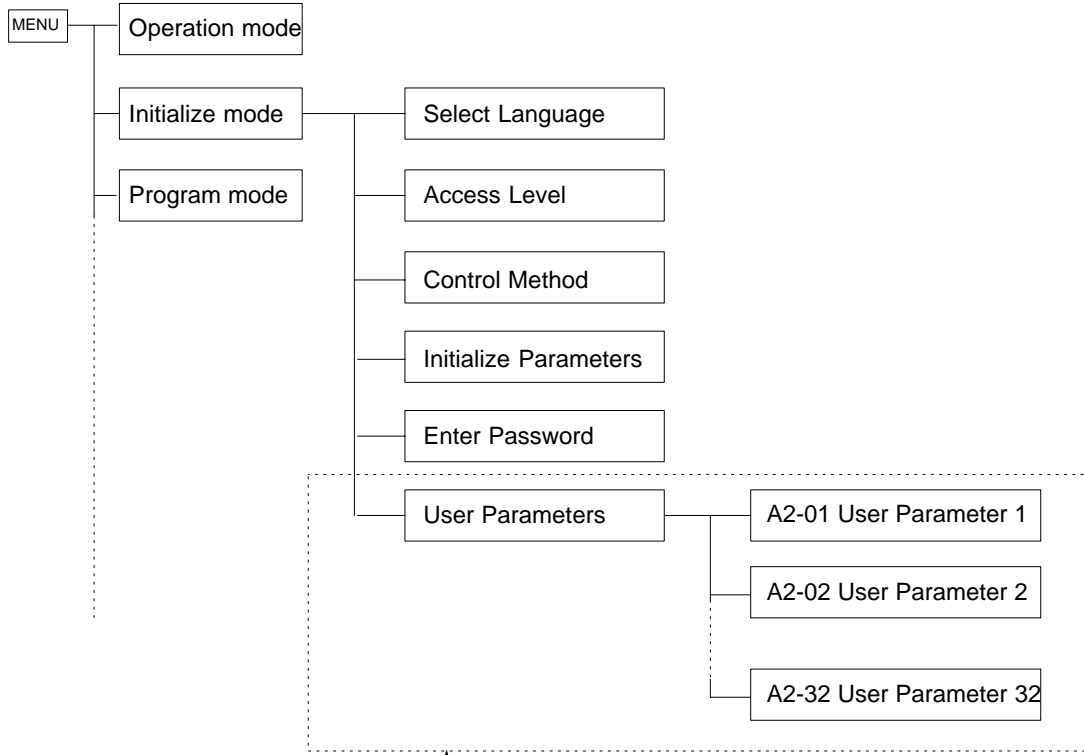 MENU
Operation mode
Initialize mode
Select Language
Program mode
Access Level
Control Method
Initialize Parameters
Enter Password
User Parameters
A2-01 User Parameter 1
A2-02 User Parameter 2
A2-32 User Parameter 32